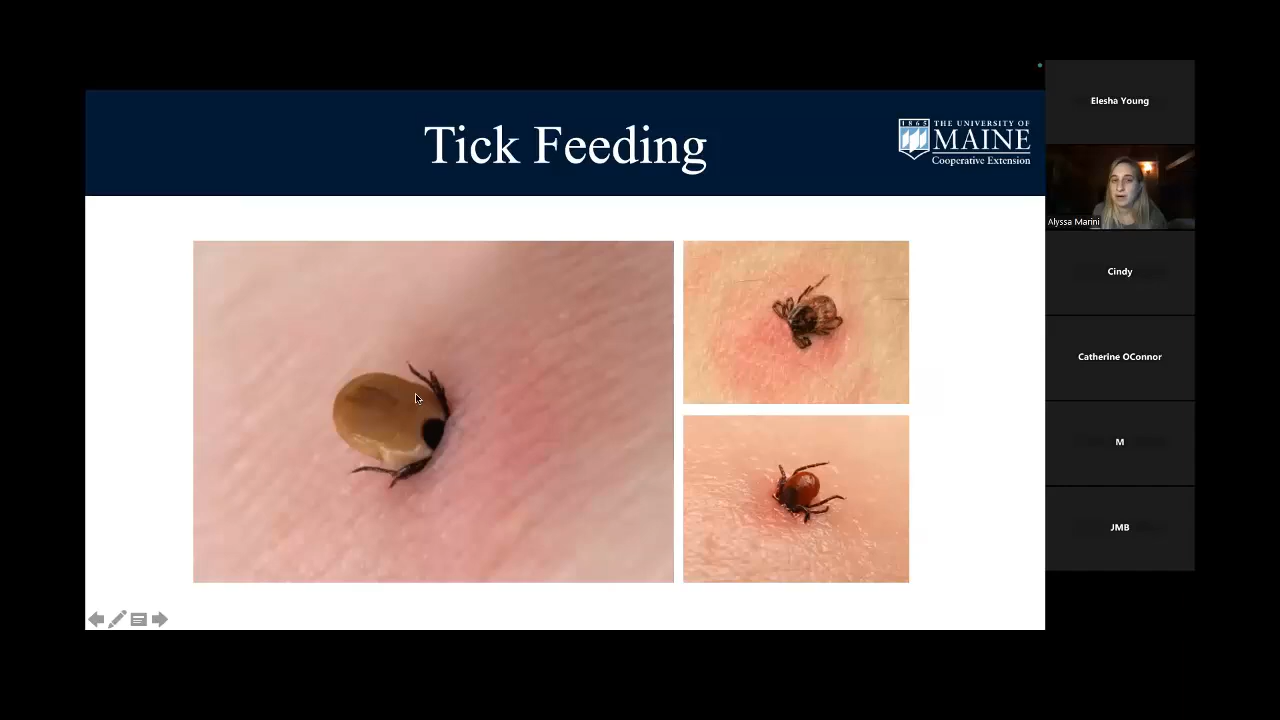 Tick Feeding
1865
THE UNIVERSITY OF
MAINE
Cooperative Extension
Elesha Young
Alyssa Marini
Cindy
Catherine OConnor
M
JMB